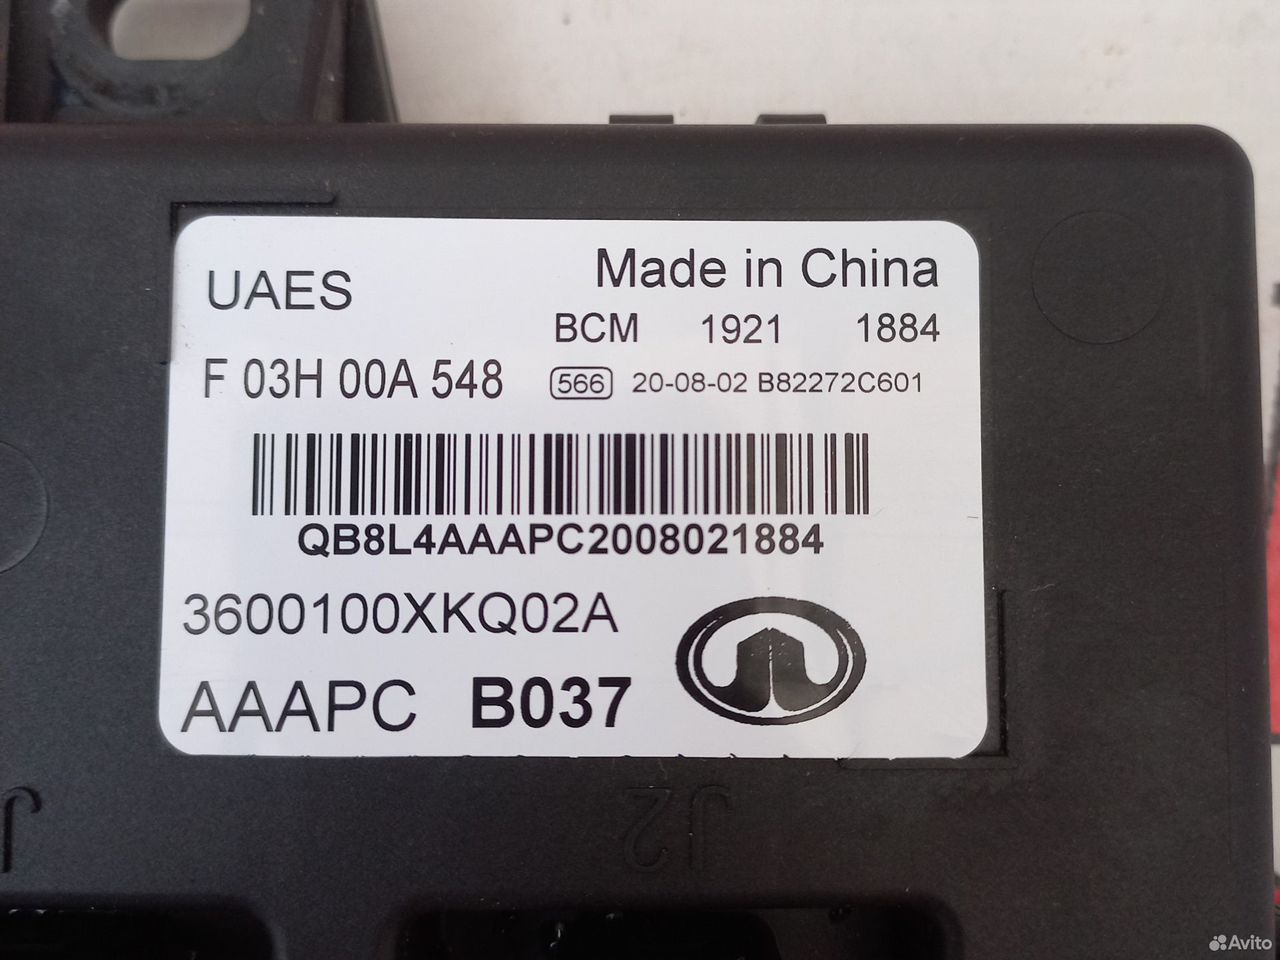 UAES
Made in China
BCM 1921 1884
F 03H 00A 548
566 20-08-02 B82272C601
QB8L4AAAPC2008021884
3600100XKQ02A
AAAPC B037
J2
J
Avito